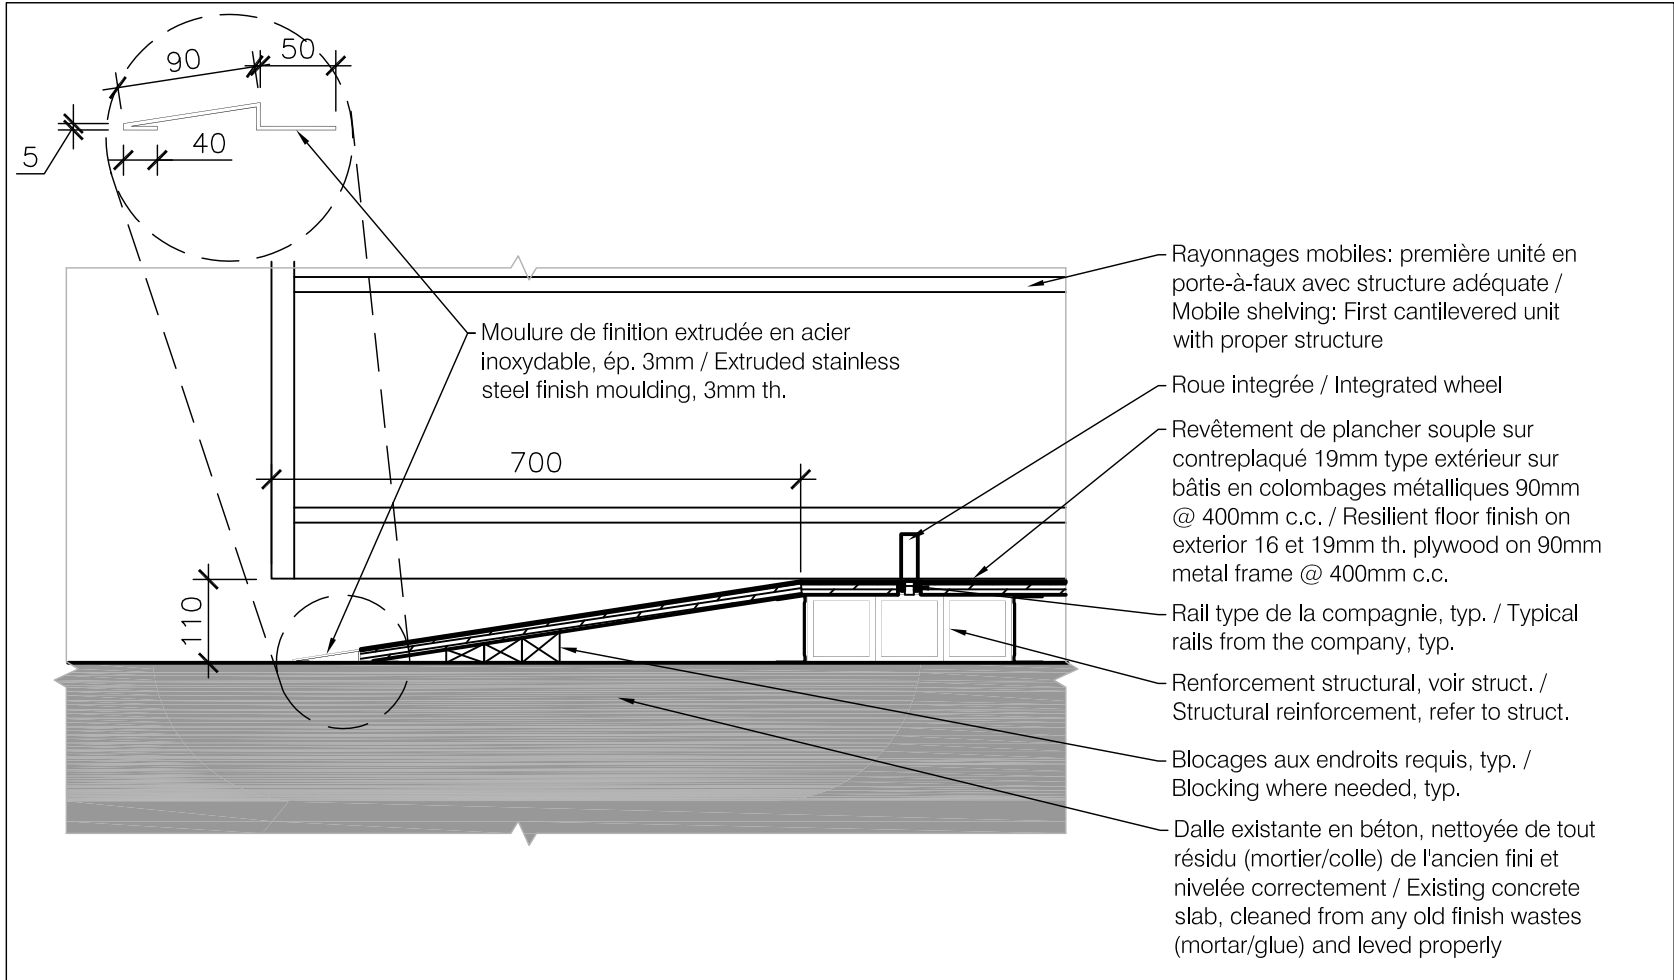 90
50
5
40
Rayonnages mobiles: première unité en
porte-à-faux avec structure adéquate /
Mobile shelving: First cantilevered unit
with proper structure
Moulure de finition extrudée en acier
inoxydable, ép. 3mm / Extruded stainless
steel finish moulding, 3mm th.
Roue integrée / Integrated wheel
Revêtement de plancher souple sur
contreplaqué 19mm type extérieur sur
bâtis en colombages métalliques 90mm
@ 400mm c.c. / Resilient floor finish on
exterior 16 et 19mm th. plywood on 90mm
metal frame @ 400mm c.c.
700
110
Rail type de la compagnie, typ. / Typical
rails from the company, typ.
Renforcement structural, voir struct. /
Structural reinforcement, refer to struct.
Blocages aux endroits requis, typ. /
Blocking where needed, typ.
Dalle existante en béton, nettoyée de tout
résidu (mortier/colle) de l'ancien fini et
nivelée correctement / Existing concrete
slab, cleaned from any old finish wastes
(mortar/glue) and leved properly